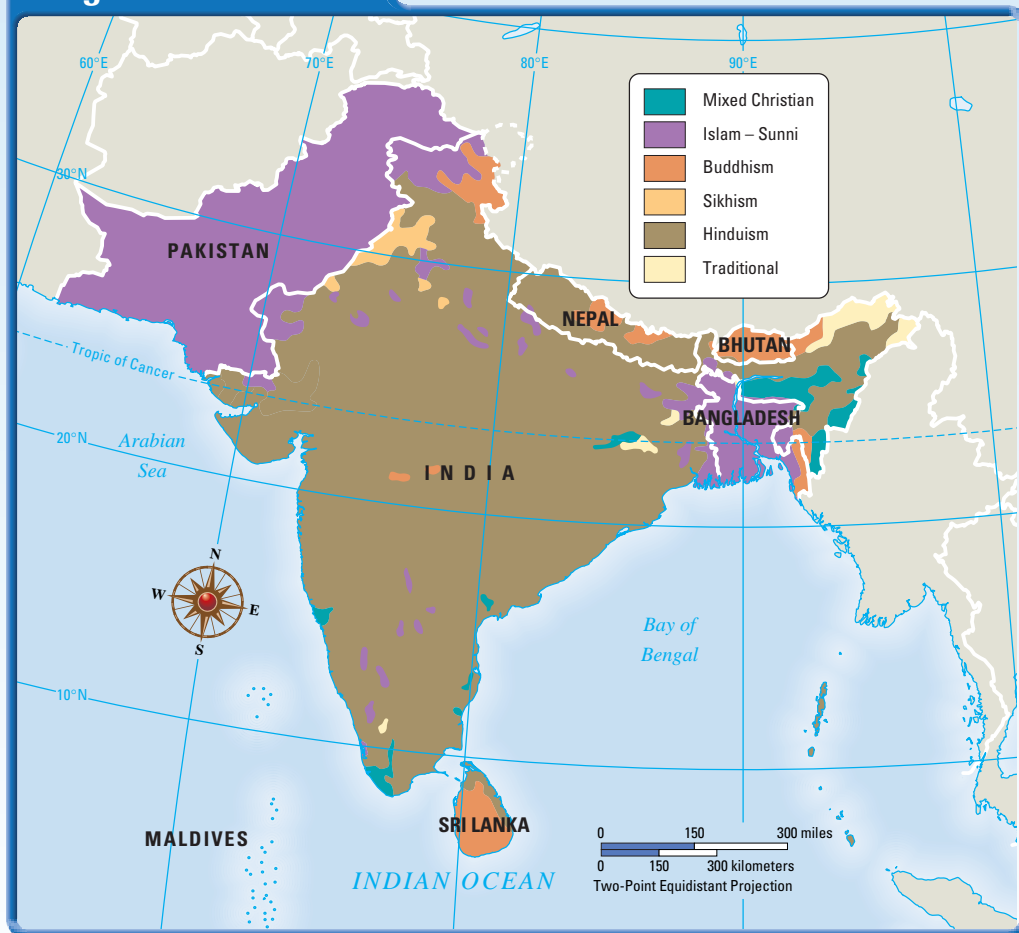 60°E
70°E
80°E
90°E
Mixed Christian
Islam – Sunni
Buddhism
Sikhism
Hinduism
Traditional
30°N
PAKISTAN
NEPAL
BHUTAN
Tropic of Cancer
BANGLADESH
20°N
Arabian
Sea
INDIA
N
W
E
S
Bay of
Bengal
10°N
MALDIVES
SRI LANKA
0 150 300 miles
0 150 300 kilometers
Two-Point Equidistant Projection
INDIAN OCEAN